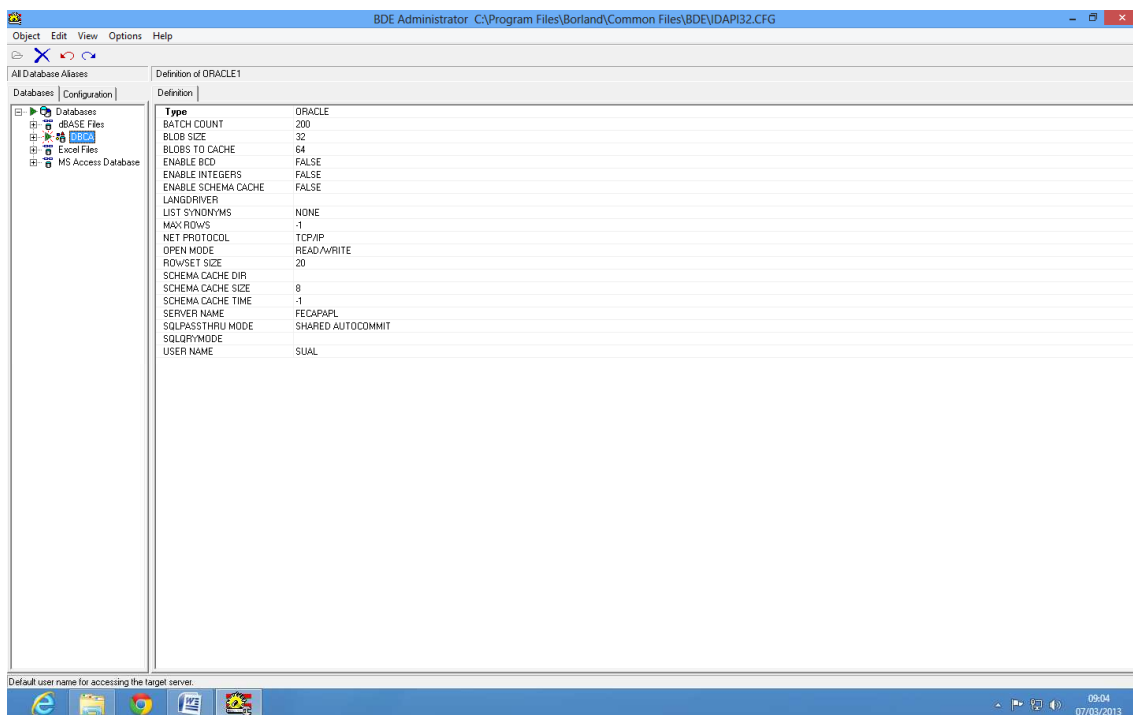 BDE Administrator C:\Program Files\Borland\Common Files\BDE\IDAPI32.CFG
Object Edit View Options Help
All Database Aliases
Definition of ORACLE1
Databases Configuration
Definition
Databases
dBASE Files
DBCA
Excel Files
MS Access Database
Type ORACLE
BATCH COUNT 200
BLOB SIZE 32
BLOBS TO CACHE 64
ENABLE BCD FALSE
ENABLE INTEGERS FALSE
ENABLE SCHEMA CACHE FALSE
LANGDRIVER
LIST SYNONYMS NONE
MAX ROWS -1
NET PROTOCOL TCP/IP
OPEN MODE READ/WRITE
ROWSET SIZE 20
SCHEMA CACHE DIR
SCHEMA CACHE SIZE 8
SCHEMA CACHE TIME -1
SERVER NAME FECAPAPL
SQLPASSTHRU MODE SHARED AUTOCOMMIT
SQLQRYMODE
USER NAME SUAL
Default user name for accessing the target server.
09:04
07/03/2013